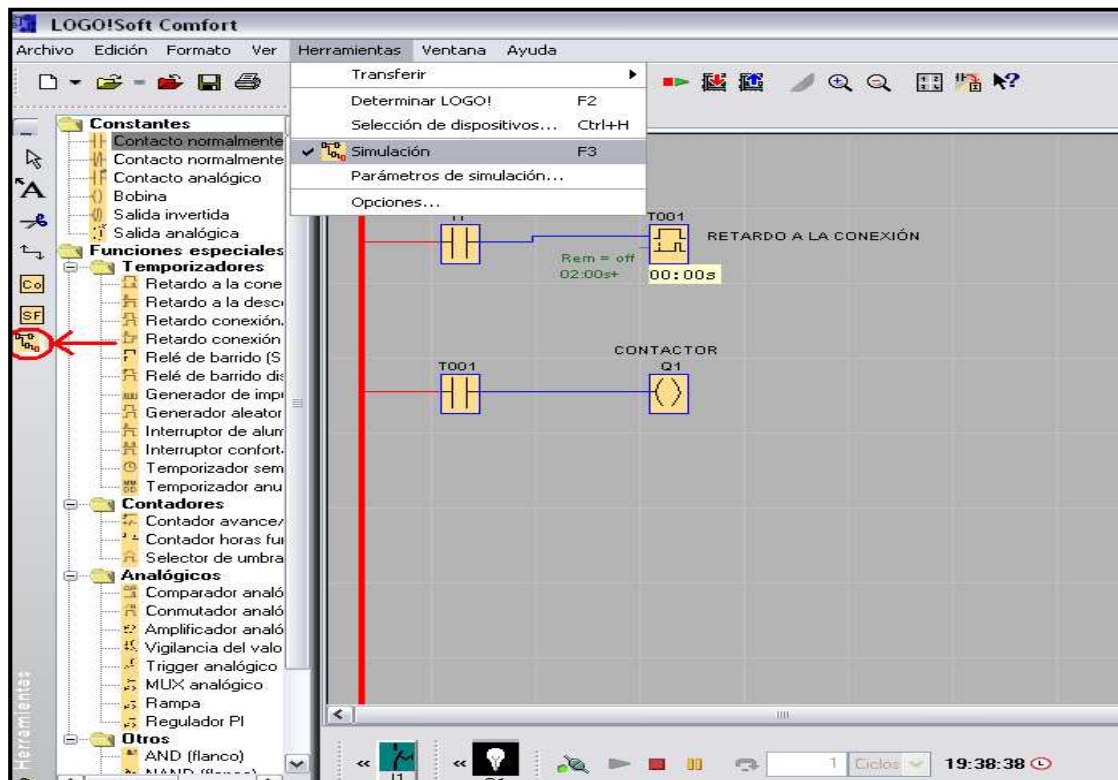 LOGO!Soft Comfort
Archivo Edición Formato Ver Herramientas Ventana Ayuda
Transferir
Determinar LOGO! F2
Selección de dispositivos... Ctrl+H
Simulación F3
Parámetros de simulación...
Opciones...
Constantes
Contacto normalmente
Contacto normalmente
Contacto analógico
Bobina
Salida invertida
Salida analógica
Funciones especiales
Temporizadores
Retardo a la cone
Retardo a la desc
Retardo conexión
Retardo conexión
Relé de barrido (S
Relé de barrido dis
Generador de imp
Generador aleator
Interruptor de alum
Interruptor confort
Temporizador sem
Temporizador anu
Contadores
Contador avance/
Contador horas fu
Selector de umbra
Analógicos
Comparador analó
Conmutador analó
Amplificador analó
Vigilancia del valo
Trigger analógico
MUX analógico
Rampa
Regulador PI
Otros
AND (flanco)
Co
SF
Herramientas
T001
RETARDO A LA CONEXIÓN
Rem = off
02:00s+
00:00s
CONTACTOR
T001 Q1
1 Ciclos 19:38:38